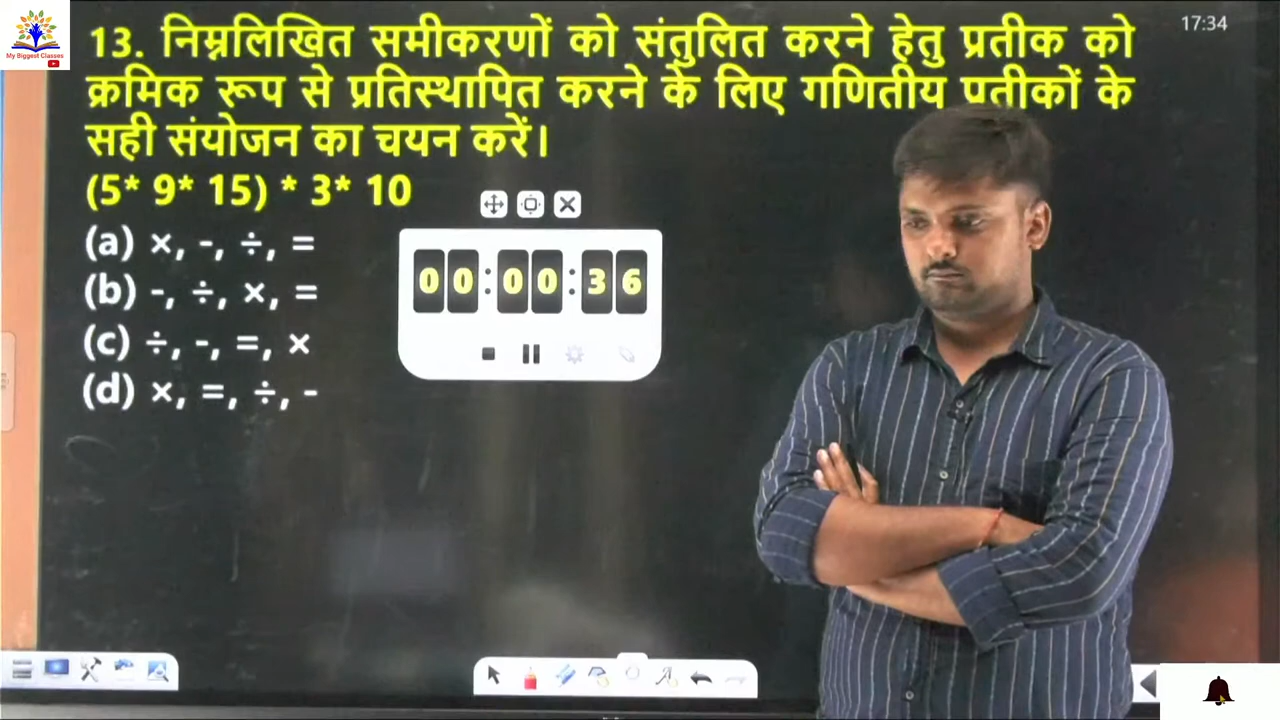 My Biggest Classes
17:34
13. निम्नलिखित समीकरणों को संतुलित करने हेतु प्रतीक को
क्रमिक रूप से प्रतिस्थापित करने के लिए गणितीय प्रतीकों के
सही संयोजन का चयन करें।
(5* 9* 15) * 3* 10
(a) ×, -, ÷, =
(b) -, ÷, ×, =
(c) ÷, -, =, ×
(d) ×, =, ÷, -
00:00:36